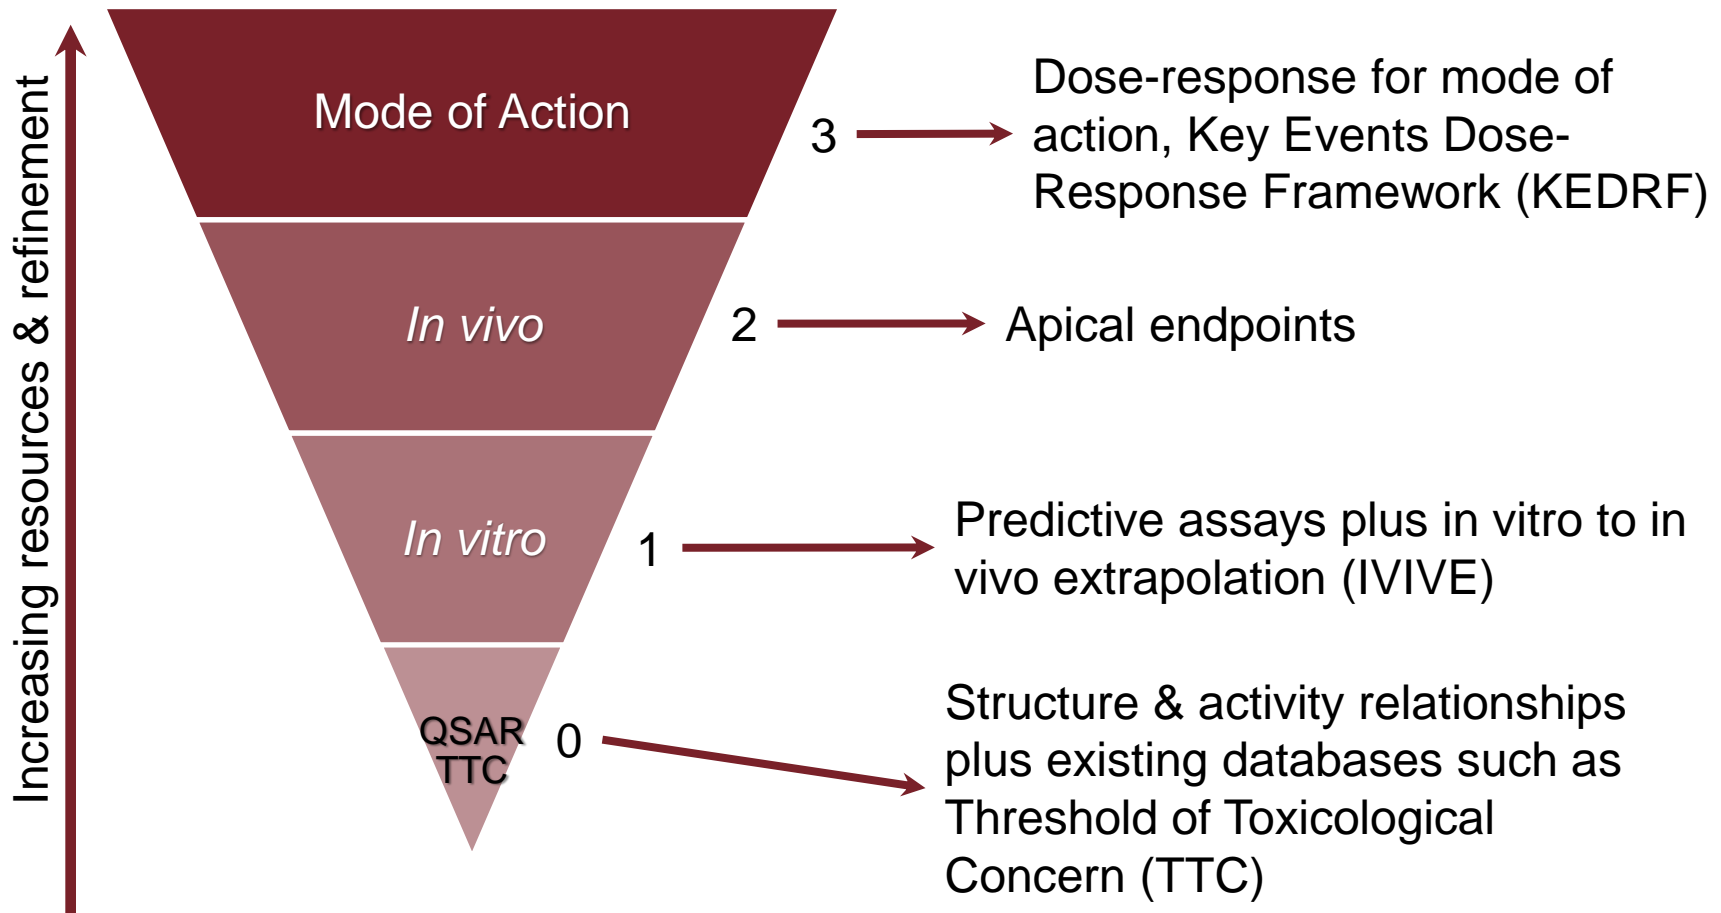 Increasing resources & refinement
Mode of Action
3
Dose-response for mode of
action, Key Events Dose-
Response Framework (KEDRF)
In vivo
2
Apical endpoints
In vitro
1
Predictive assays plus in vitro to in
vivo extrapolation (IVIVE)
QSAR
TTC
0
Structure & activity relationships
plus existing databases such as
Threshold of Toxicological
Concern (TTC)